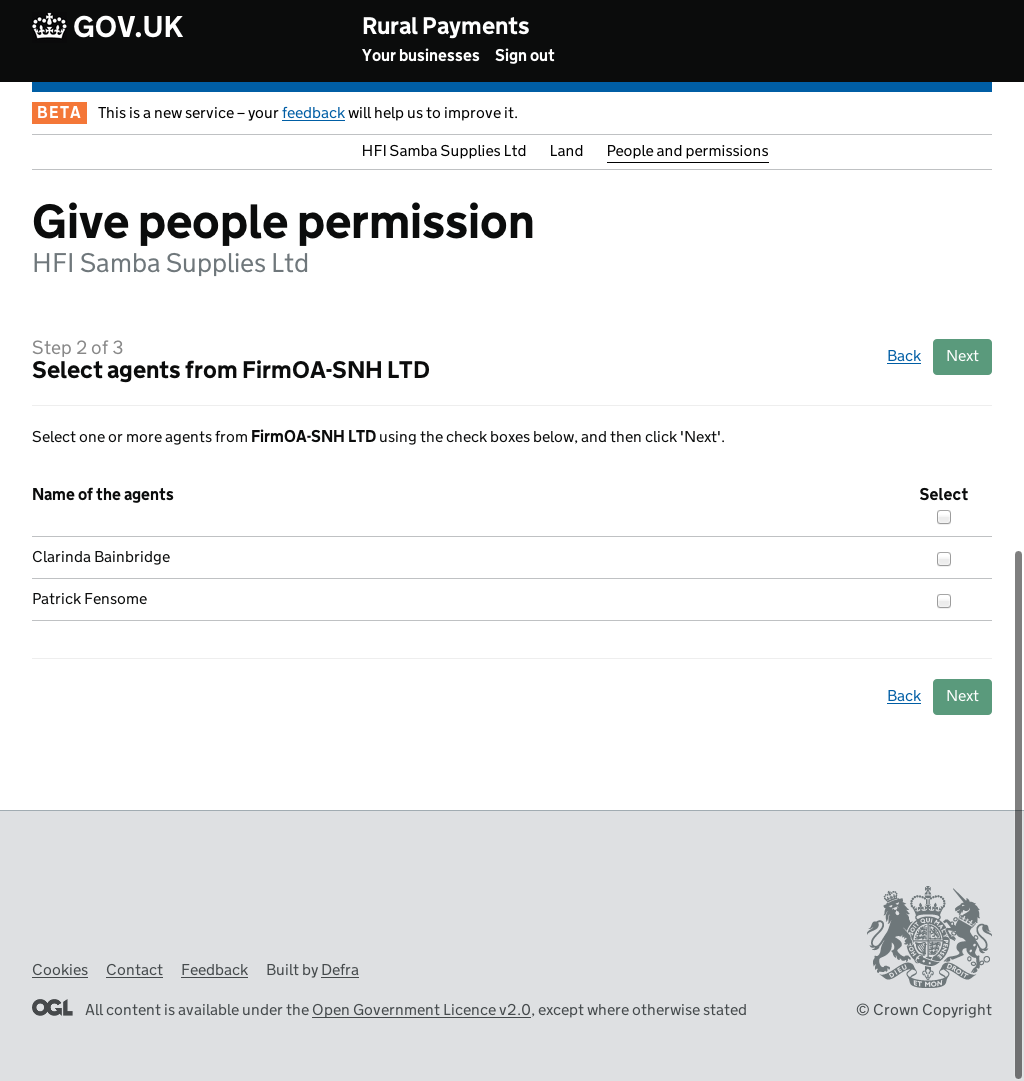 GOV.UK
Rural Payments
Your businesses Sign out
BETA This is a new service – your feedback will help us to improve it.
HFI Samba Supplies Ltd Land People and permissions
Give people permission
HFI Samba Supplies Ltd
Step 2 of 3
Select agents from FirmOA-SNH LTD
Back Next
Select one or more agents from FirmOA-SNH LTD using the check boxes below, and then click 'Next'.
Name of the agents Select
Clarinda Bainbridge
Patrick Fensome
Back Next
Cookies Contact Feedback Built by Defra
OGL All content is available under the Open Government Licence v2.0, except where otherwise stated
DIEU ET MON DROIT
© Crown Copyright